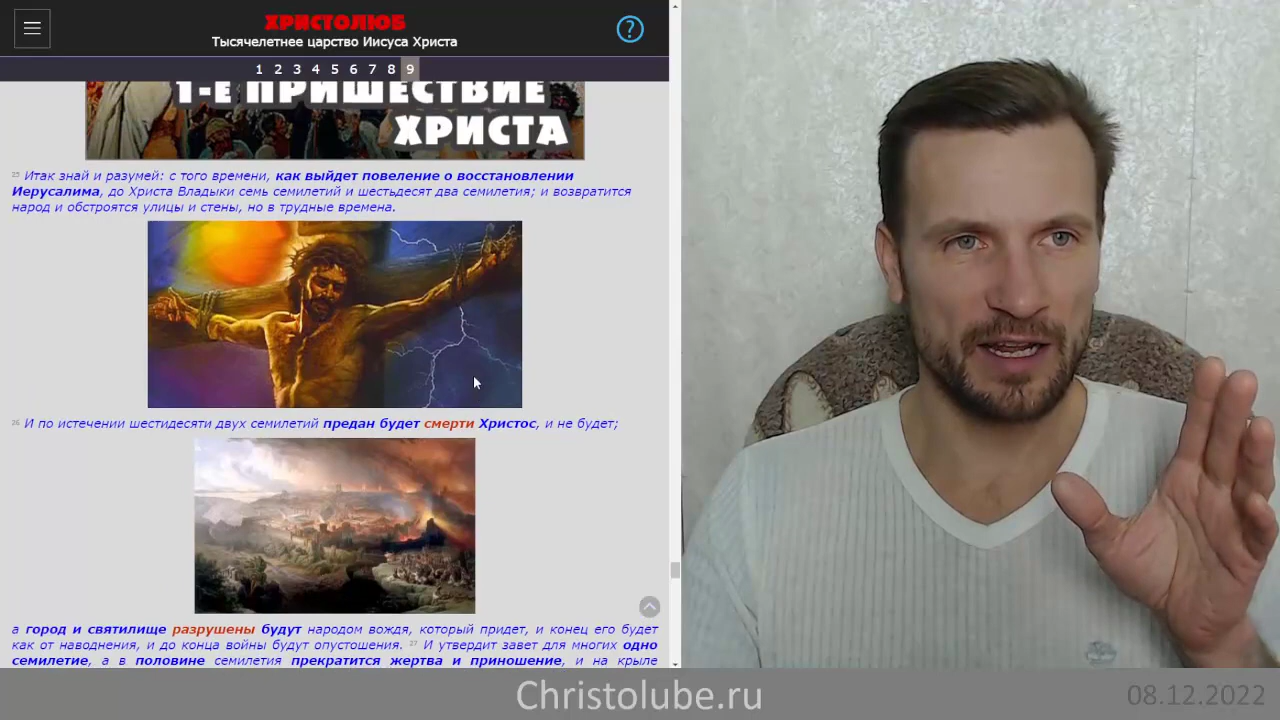 ХРИСТОЛЮБ
Тысячелетнее царство Иисуса Христа
?
1 2 3 4 5 6 7 8 9
1-Е ПРИШЕСТВИЕ
ХРИСТА
25 Итак знай и разумей: с того времени, как выйдет повеление о восстановлении
Иерусалима, до Христа Владыки семь семилетий и шестьдесят два семилетия; и возвратится
народ и обстроятся улицы и стены, но в трудные времена.
26 И по истечении шестидесяти двух семилетий предан будет смерти Христос, и не будет;
а город и святилище разрушены будут народом вождя, который придет, и конец его будет
как от наводнения, и до конца войны будут опустошения. 27 И утвердит завет для многих одно
семилетие, а в половине семилетия прекратится жертва и приношение, и на крыле
Christolube.ru
08.12.2022